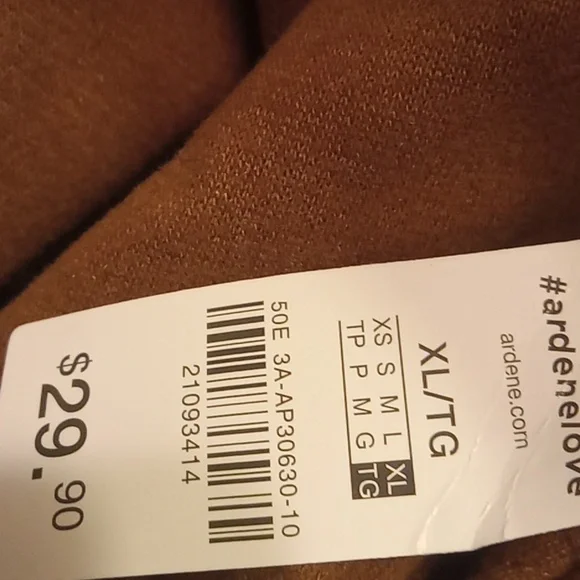 #ardenelove
ardene.com
XL/TG
XS S M L XL
TP P M G TG
50E 3A-AP30630-10
21093414
$29.90